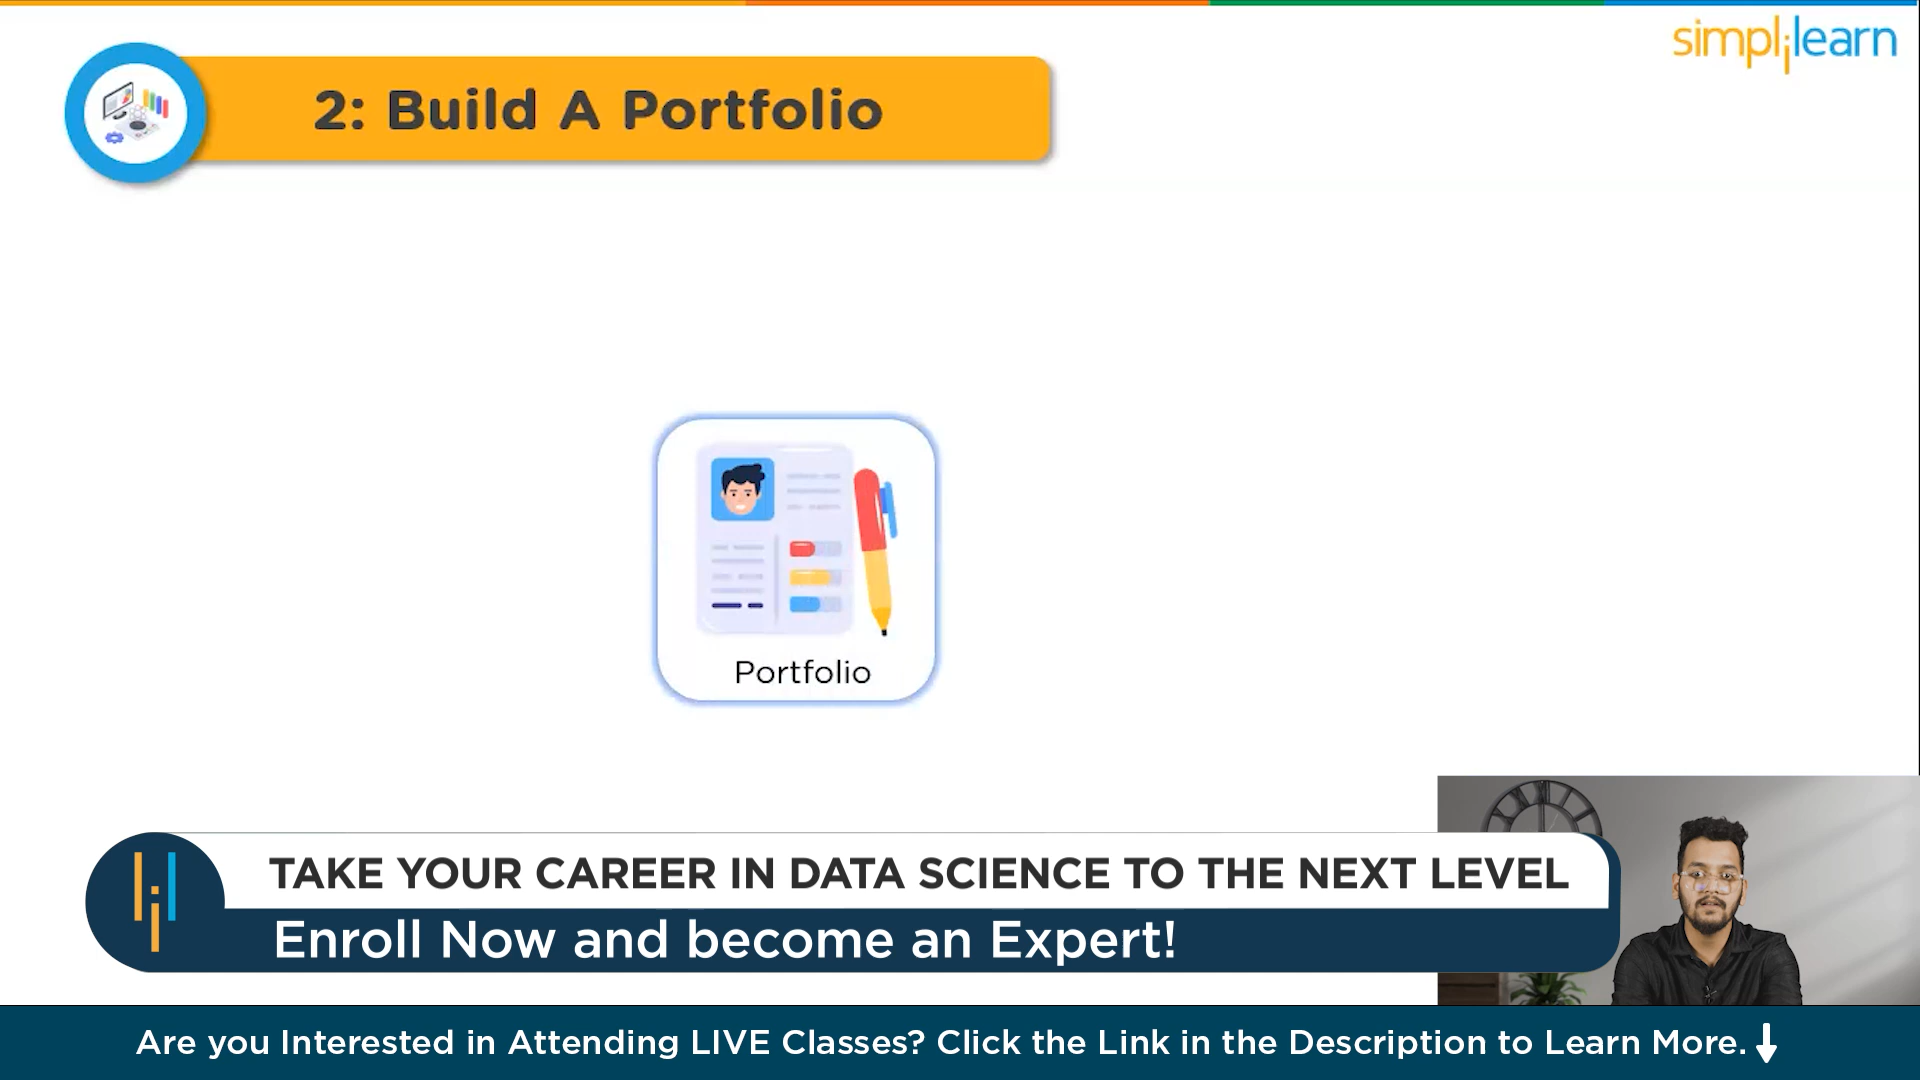 simplilearn
2: Build A Portfolio
Portfolio
TAKE YOUR CAREER IN DATA SCIENCE TO THE NEXT LEVEL
Enroll Now and become an Expert!
Are you Interested in Attending LIVE Classes? Click the Link in the Description to Learn More.